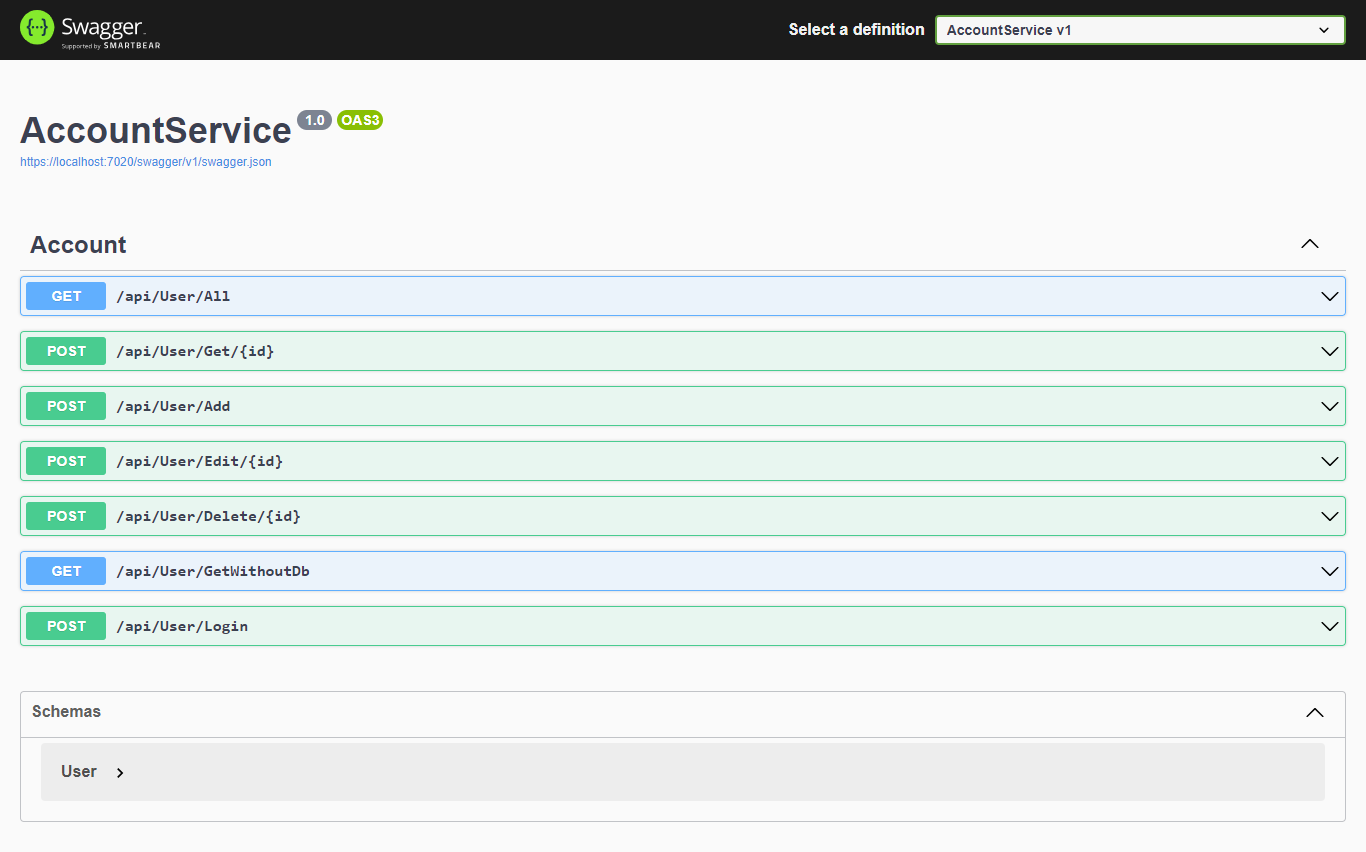 {···} Swagger
Supported by SMARTBEAR
Select a definition
AccountService v1
AccountService 1.0 OAS3
https://localhost:7020/swagger/v1/swagger.json
Account
GET /api/User/All
POST /api/User/Get/{id}
POST /api/User/Add
POST /api/User/Edit/{id}
POST /api/User/Delete/{id}
GET /api/User/GetWithoutDb
POST /api/User/Login
Schemas
User